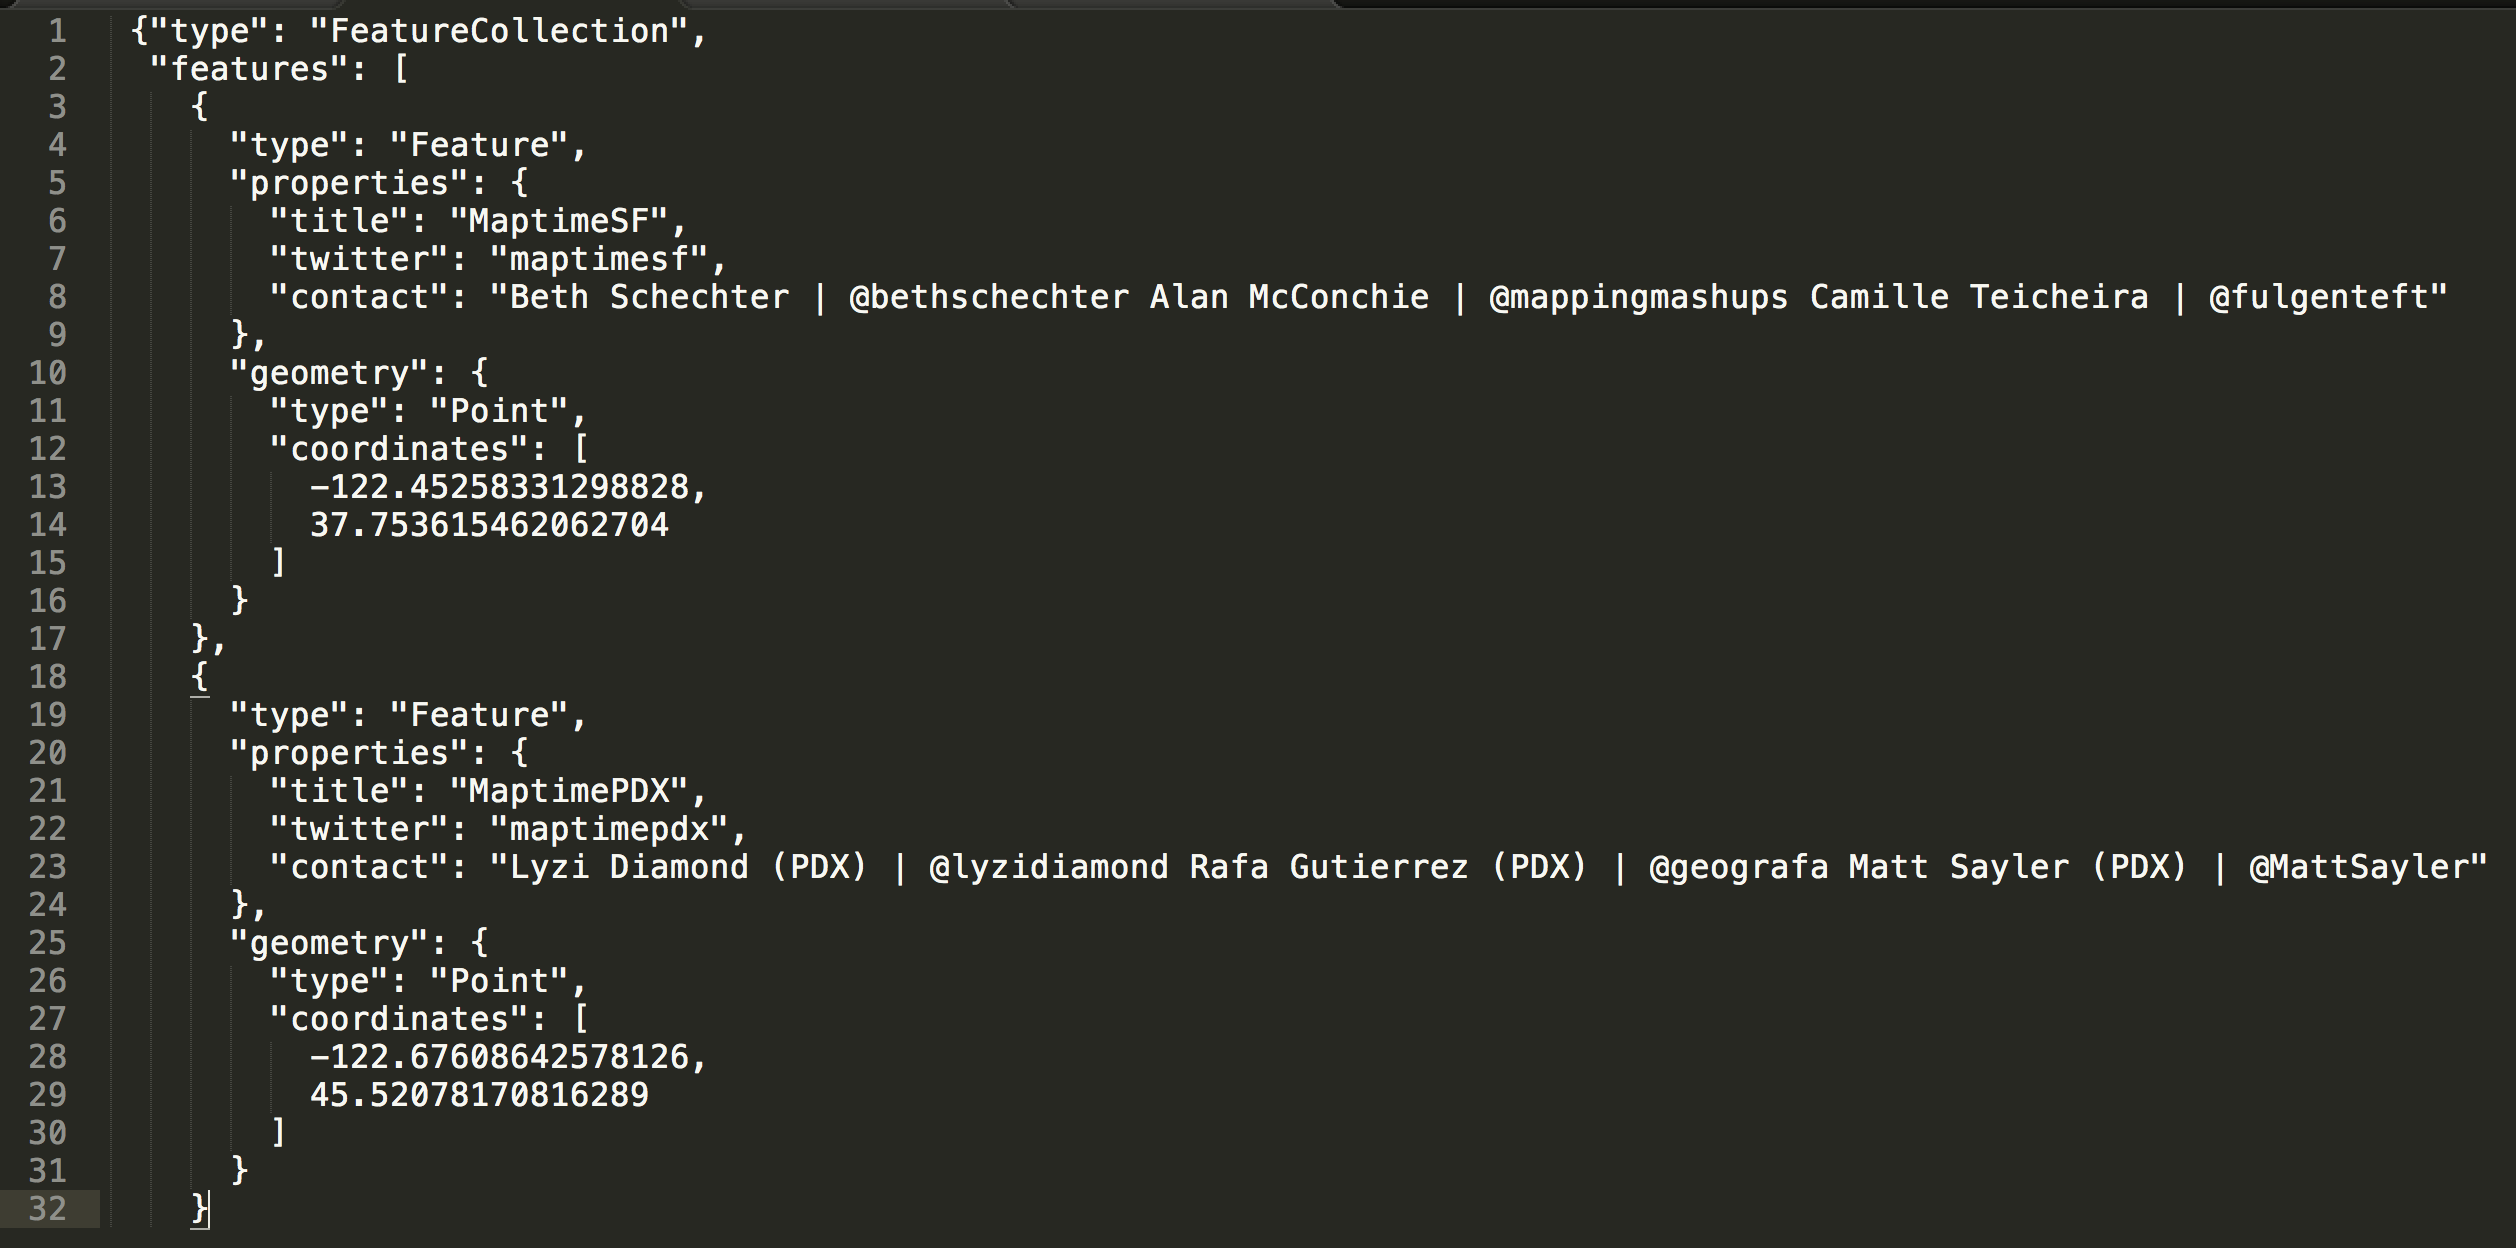 1 {"type": "FeatureCollection",
2  "features": [
3    {
4      "type": "Feature",
5      "properties": {
6        "title": "MaptimeSF",
7        "twitter": "maptimesf",
8        "contact": "Beth Schechter | @bethschechter Alan McConchie | @mappingmashups Camille Teicheira | @fulgenteft"
9      },
10      "geometry": {
11        "type": "Point",
12        "coordinates": [
13          -122.45258331298828,
14          37.753615462062704
15        ]
16      }
17    },
18    {
19      "type": "Feature",
20      "properties": {
21        "title": "MaptimePDX",
22        "twitter": "maptimepdx",
23        "contact": "Lyzi Diamond (PDX) | @lyzidiamond Rafa Gutierrez (PDX) | @geografa Matt Sayler (PDX) | @MattSayler"
24      },
25      "geometry": {
26        "type": "Point",
27        "coordinates": [
28          -122.67608642578126,
29          45.52078170816289
30        ]
31      }
32    }